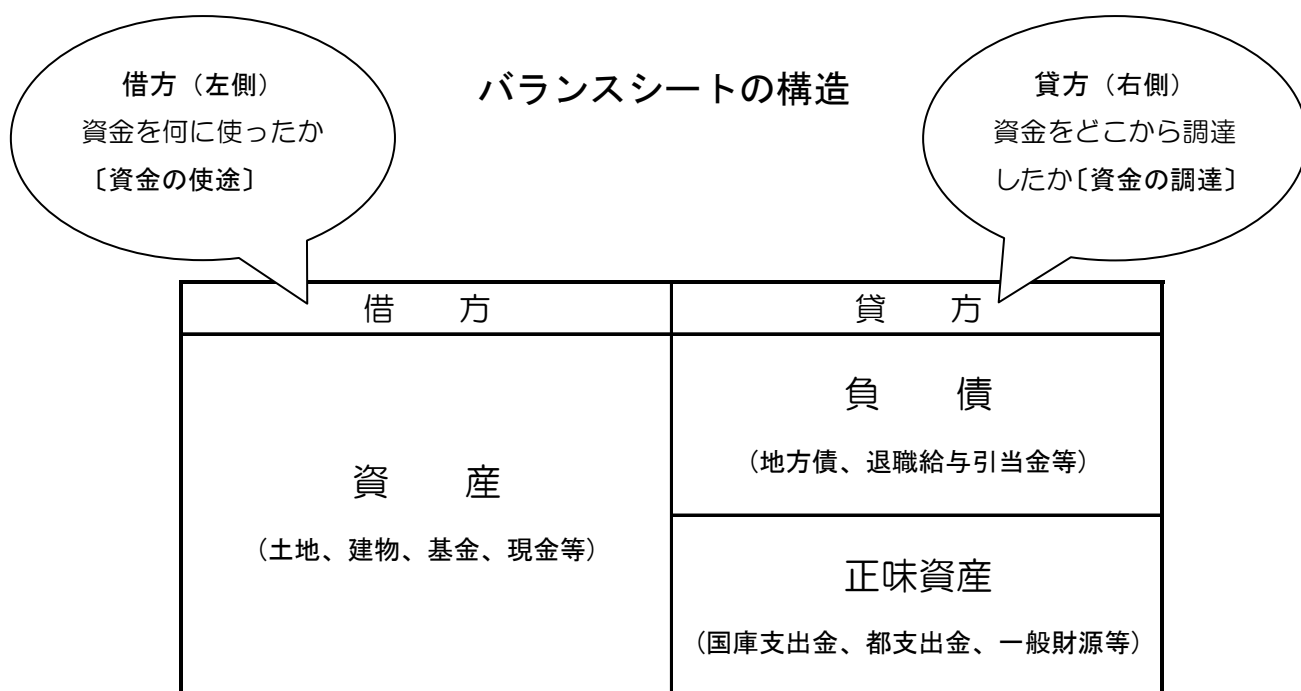 バランスシートの構造
借方（左側）
資金を何に使ったか
〔資金の使途〕
貸方（右側）
資金をどこから調達
したか〔資金の調達〕
借　方
貸　方
資　産
（土地、建物、基金、現金等）
負　債
（地方債、退職給与引当金等）
正味資産
（国庫支出金、都支出金、一般財源等）